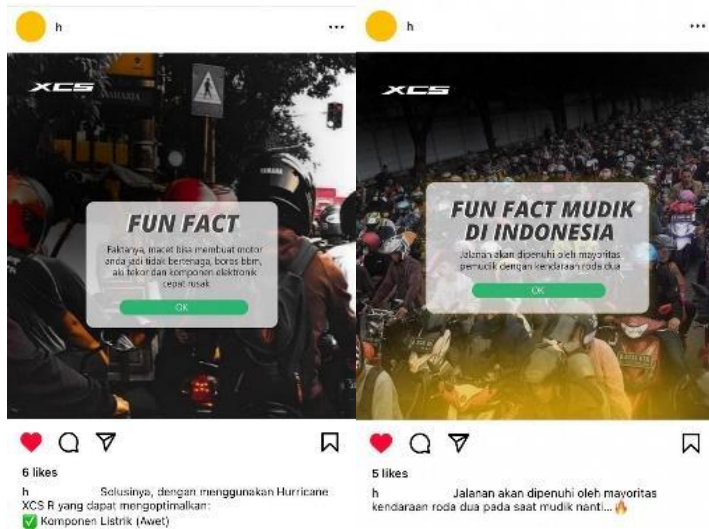 h
XCS
FUN FACT
Faktanya, macet bisa membuat motor
anda jadi tidak bertenaga, boros bbm,
aki tekor dan komponen elektronik
cepat rusak
OK
6 likes
h Solusinya, dengan menggunakan Hurricane
XCS R yang dapat mengoptimalkan:
✅ Komponen Listrik (Awet)
h
XCS
FUN FACT MUDIK
DI INDONESIA
Jalanan akan dipenuhi oleh mayoritas
pemudik dengan kendaraan roda dua
OK
5 likes
h Jalanan akan dipenuhi oleh mayoritas
kendaraan roda dua pada saat mudik nanti...🔥